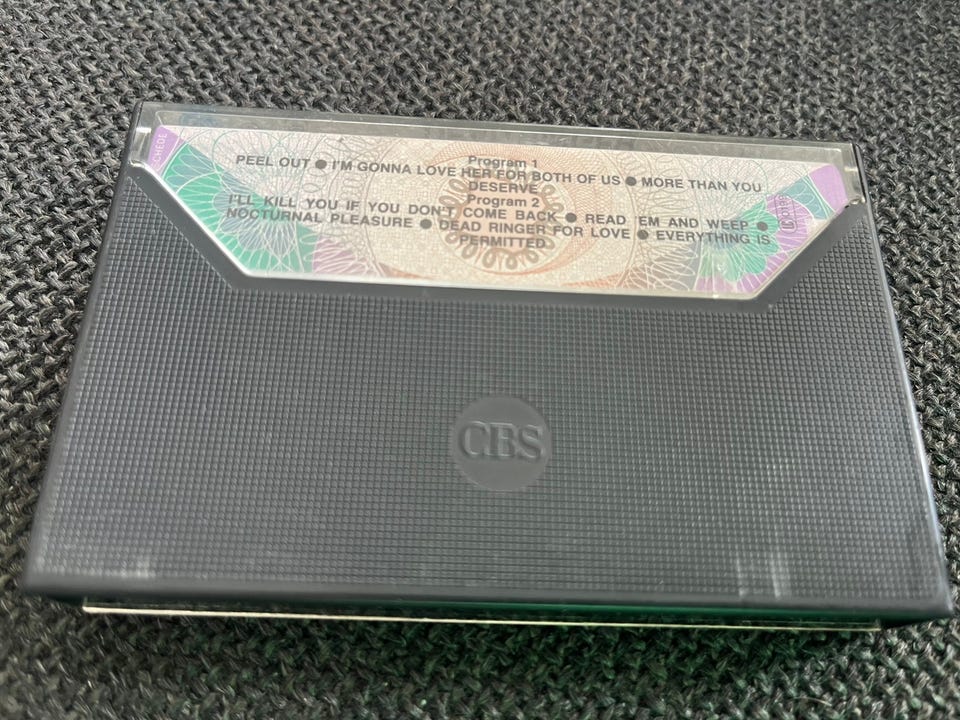 Program 1
PEEL OUT ● I'M GONNA LOVE HER FOR BOTH OF US ● MORE THAN YOU
DESERVE
Program 2
I'LL KILL YOU IF YOU DON'T COME BACK ● READ 'EM AND WEEP ●
NOCTURNAL PLEASURE ● DEAD RINGER FOR LOVE ● EVERYTHING IS
PERMITTED
CBS